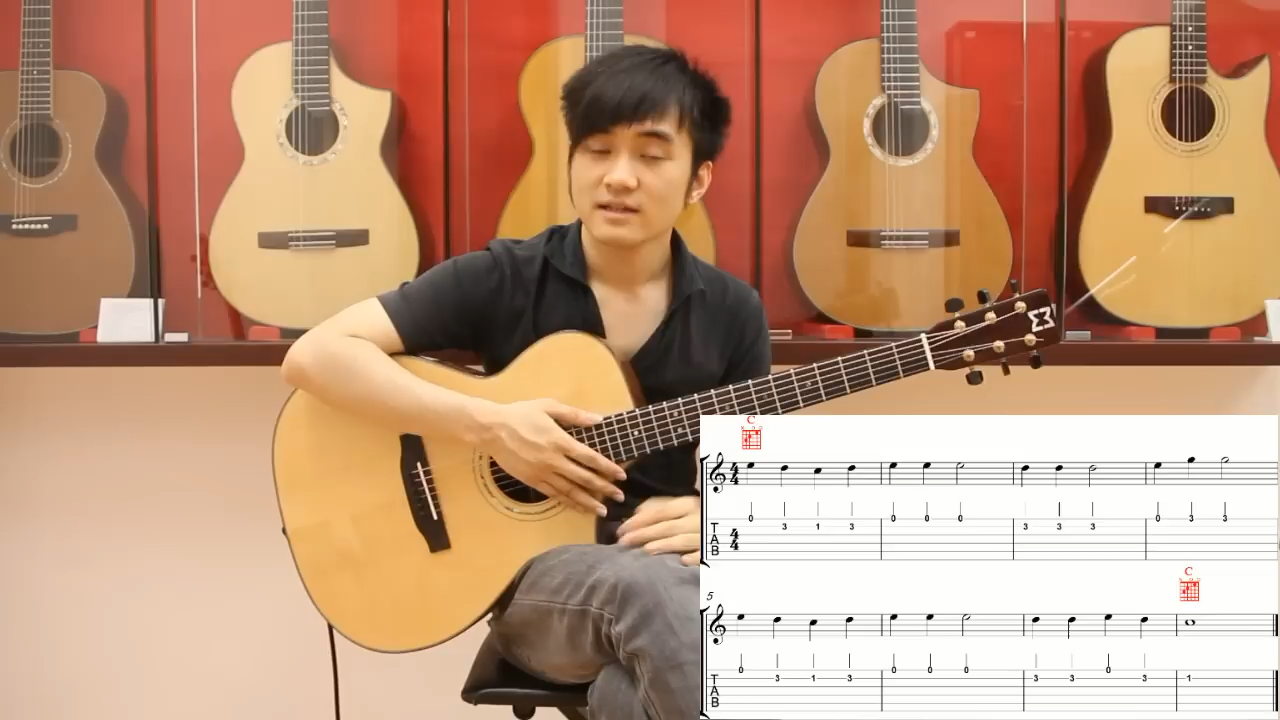 C
4 4
0 3 1 3 0 0 0 3 3 3 0 3 3
T A B 4 4
5
C
0 3 1 3 0 0 0 3 3 0 3 1
T A B